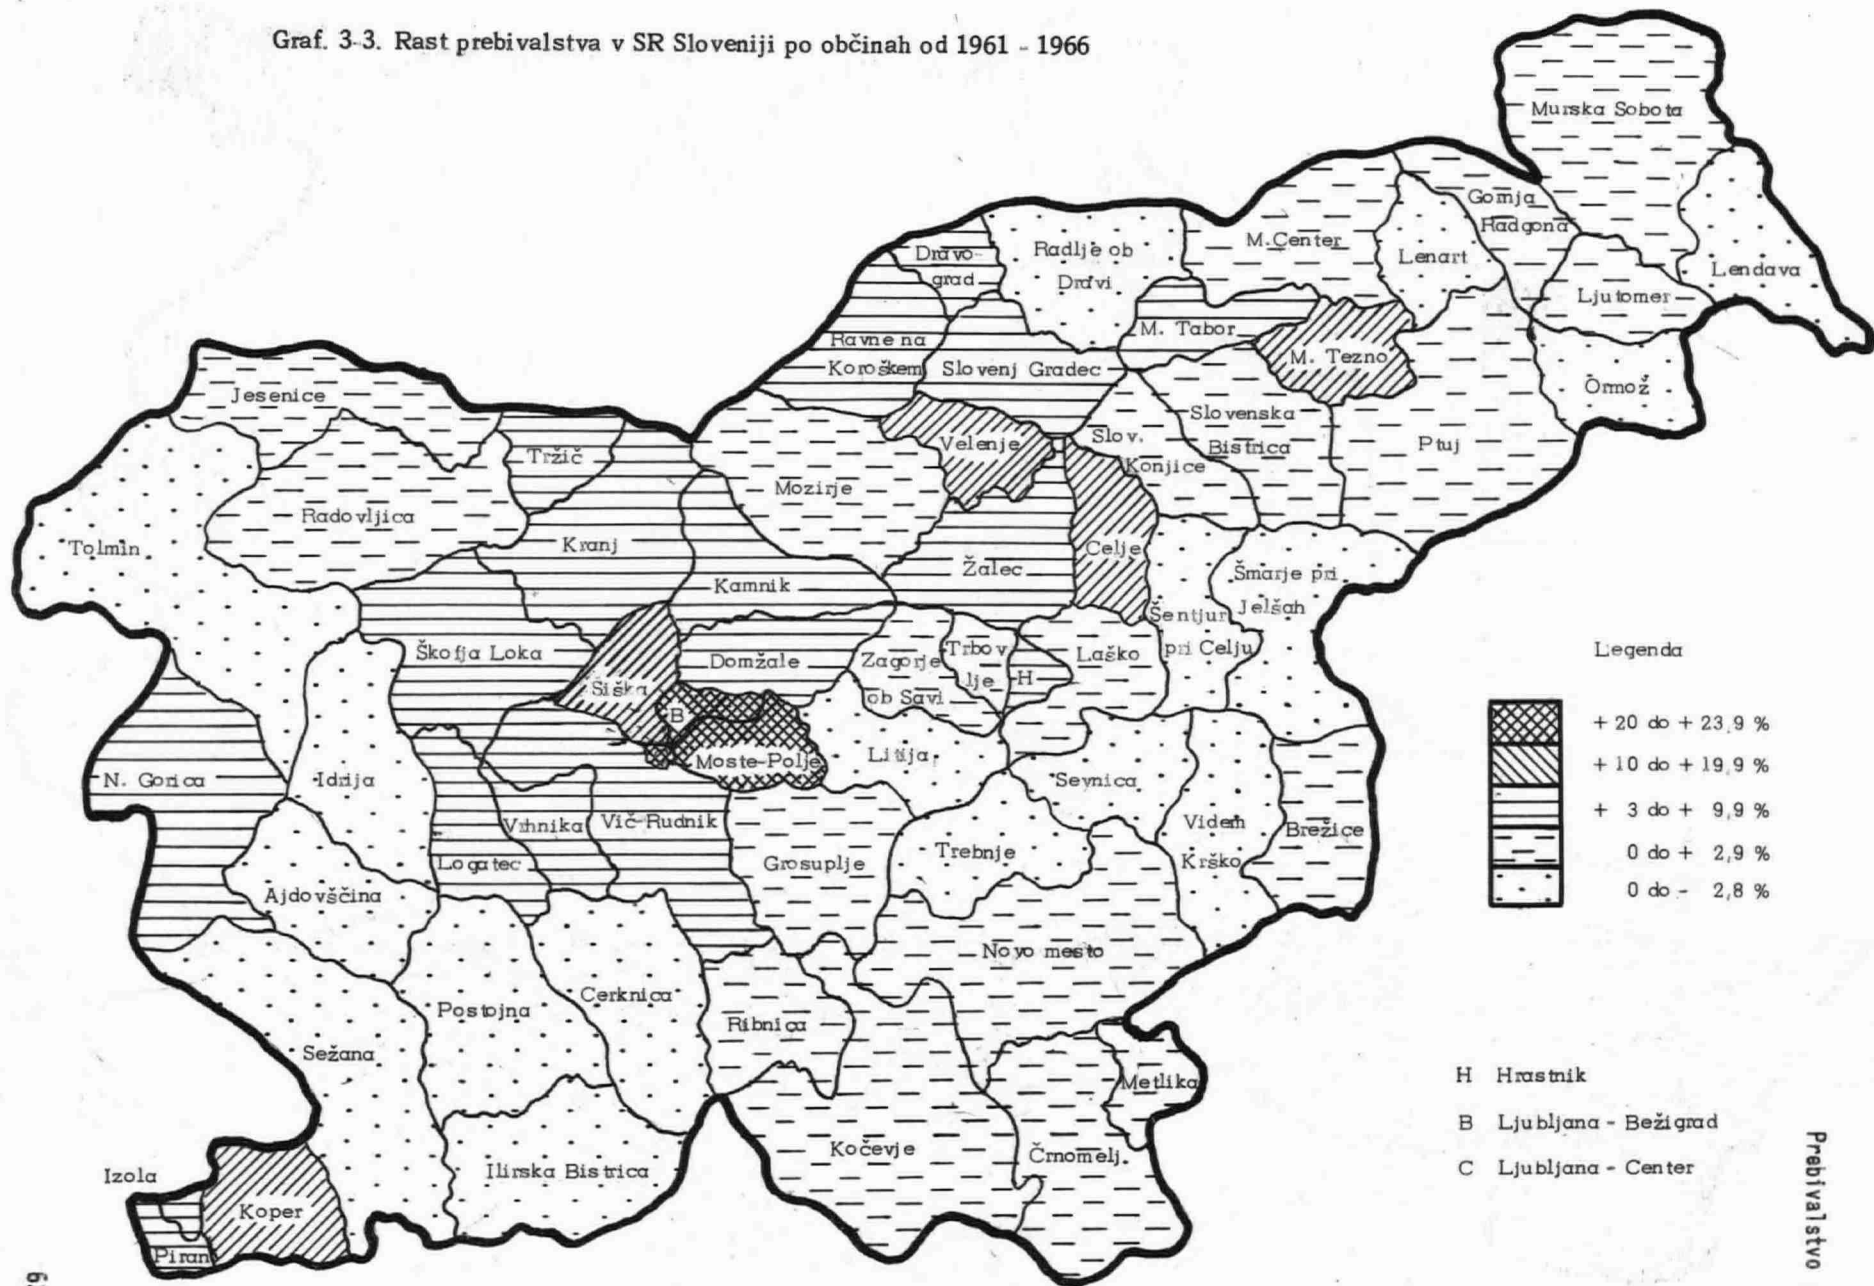 Graf. 3-3. Rast prebivalstva v SR Sloveniji po občinah od 1961 - 1966
Murska Sobota
Gornja
Radgona
M. Center
Lenart
Lendava
Ljutomer
Dravo-
grad
Radlje ob
Dravi
M. Tabor
M. Tezno
Ormož
Ravne na
Koroškem
Slovenj Gradec
Jesenice
Slovenska
Bistrica
Ptuj
Tržič
Velenje
Slov.
Konjice
Mozirje
Radovljica
Tolmin
Kranj
Kamnik
Žalec
Celje
Šmarje pri
Jelšah
Šentjur
pri Celju
Škofja Loka
Domžale
Zagorje
ob Savi
Trbov
lje
H
Laško
Šiška
B
Moste-Polje
Litija
N. Gorica
Idrija
Sevnica
Vrhnika
Vič-Rudnik
Videm
Krško
Brežice
Logatec
Grosuplje
Trebnje
Ajdovščina
Novo mesto
Cerknica
Postojna
Ribnica
Sežana
Metlika
Kočevje
Črnomelj
Ilirska Bistrica
Izola
Koper
Piran
Legenda
+ 20 do + 23,9 %
+ 10 do + 19,9 %
+ 3 do + 9,9 %
0 do + 2,9 %
0 do - 2,8 %
H Hrastnik
B Ljubljana - Bežigrad
C Ljubljana - Center
Prebivalstvo